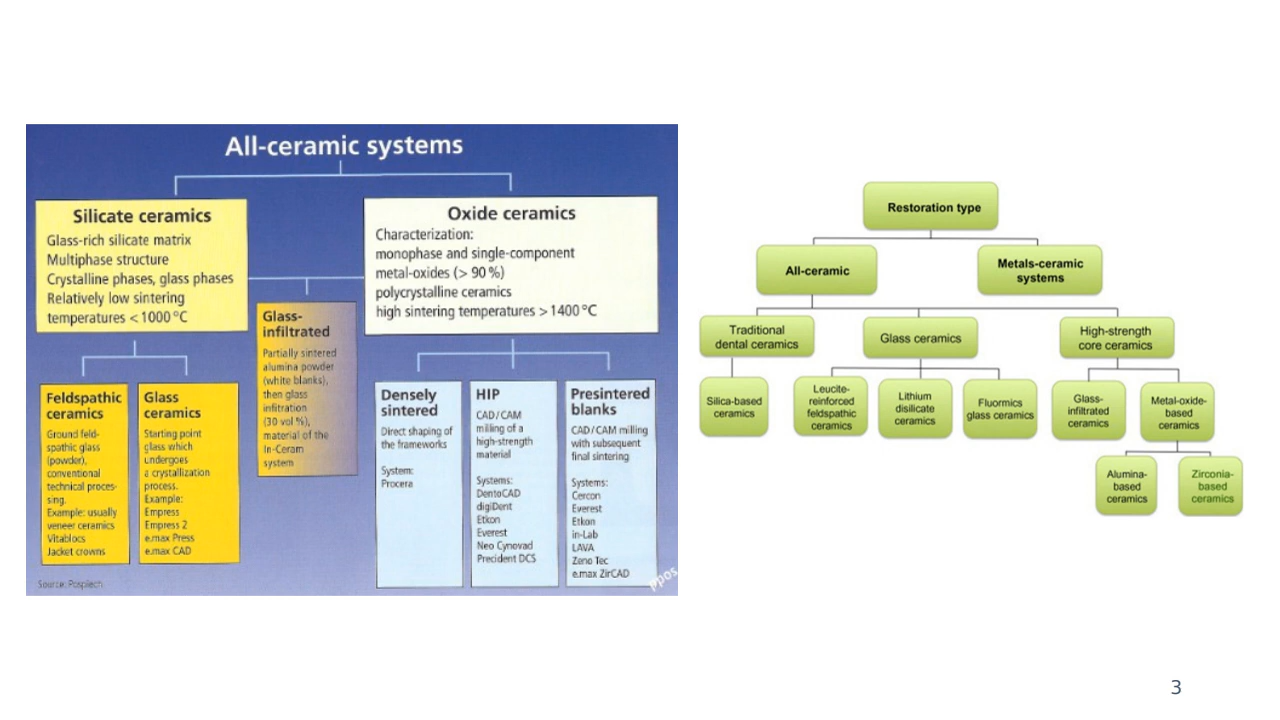 All-ceramic systems
Silicate ceramics
Glass-rich silicate matrix
Multiphase structure
Crystalline phases, glass phases
Relatively low sintering
temperatures < 1000 °C
Oxide ceramics
Characterization:
monophase and single-component
metal-oxides (> 90 %)
polycrystalline ceramics
high sintering temperatures > 1400 °C
Glass-
infiltrated
Partially sintered
alumina powder
(white blanks),
then glass
infitration
(30 vol %),
material of the
In-Ceram
system
Feldspathic
ceramics
Ground feld-
spathic glass
(powder),
conventional
technical proces-
sing.
Example: usually
veneer ceramics
Vitablocs
Jacket crowns
Glass
ceramics
Starting point
glass which
undergoes
a crystallization
process.
Example:
Empress
Empress 2
e.max Press
e.max CAD
Densely
sintered
Direct shaping of
the frameworks
System:
Procera
HIP
CAD/CAM
milling of a
high-strength
material
Systems:
DentoCAD
digiDent
Etkon
Everest
Neo Cynovad
Precident DCS
Presintered
blanks
CAD/CAM milling
with subsequent
final sintering
Systems:
Cercon
Everest
Etkon
in-Lab
LAVA
Zeno Tec
e.max ZirCAD
Source: Pospiech
ppos
Restoration type
All-ceramic
Metals-ceramic
systems
Traditional
dental ceramics
Glass ceramics
High-strength
core ceramics
Silica-based
ceramics
Leucite-
reinforced
feldspathic
ceramics
Lithium
disilicate
ceramics
Fluormics
glass ceramics
Glass-
infiltrated
ceramics
Metal-oxide-
based
ceramics
Alumina-
based
ceramics
Zirconia-
based
ceramics
3